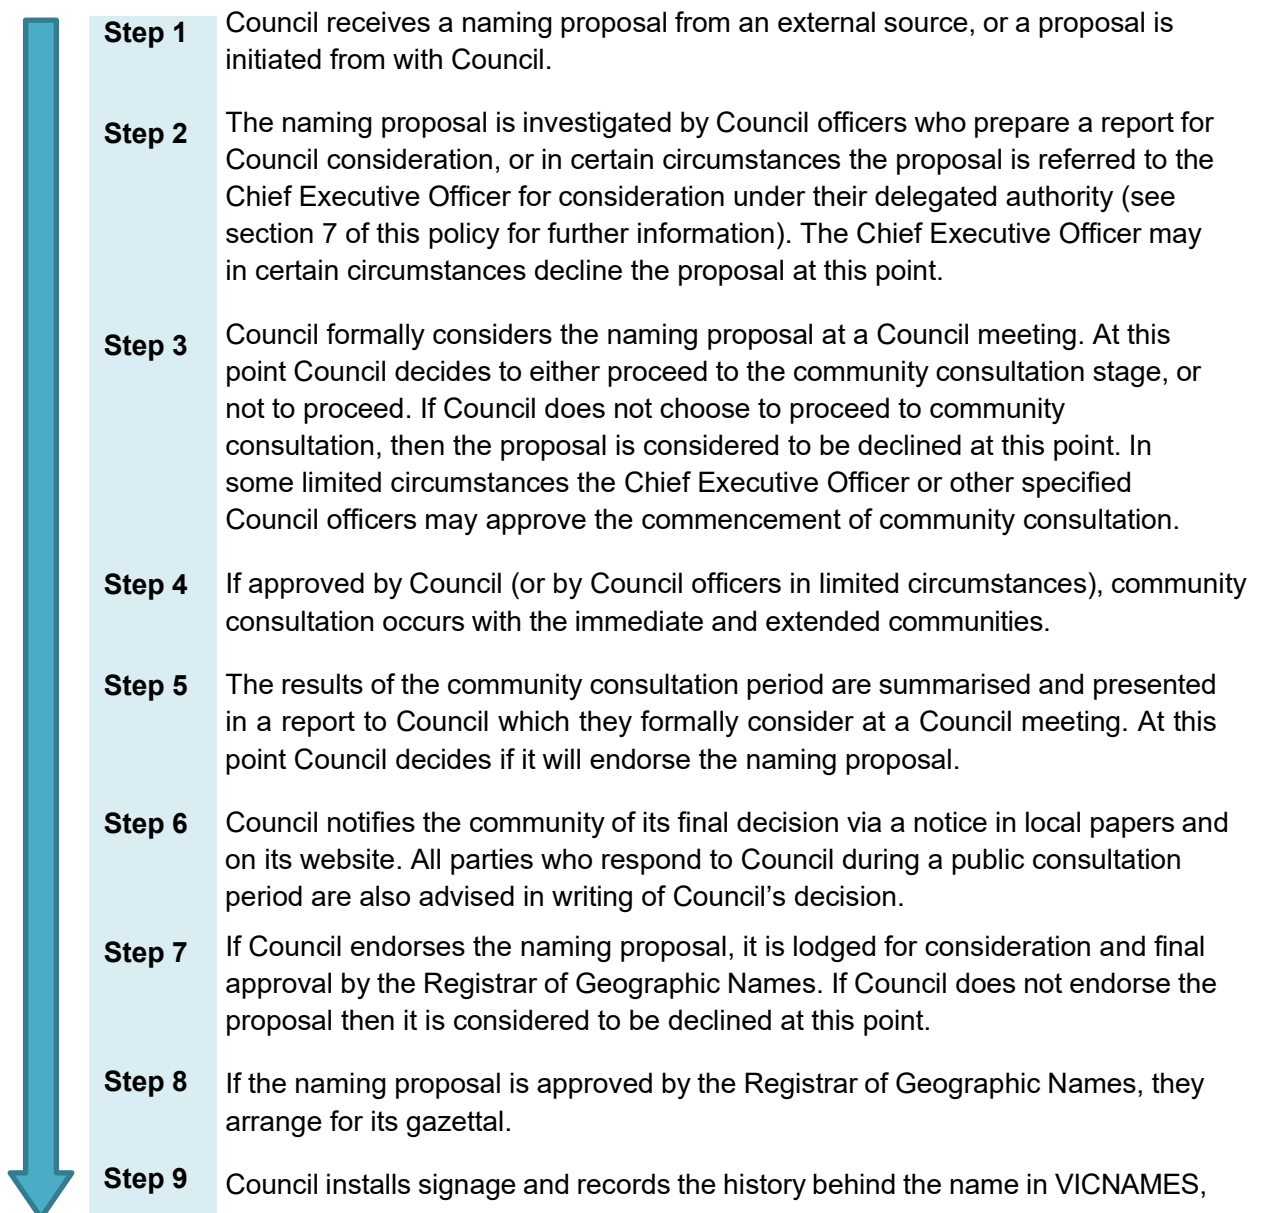 Step 1
Council receives a naming proposal from an external source, or a proposal is
initiated from with Council.
Step 2
The naming proposal is investigated by Council officers who prepare a report for
Council consideration, or in certain circumstances the proposal is referred to the
Chief Executive Officer for consideration under their delegated authority (see
section 7 of this policy for further information). The Chief Executive Officer may
in certain circumstances decline the proposal at this point.
Step 3
Council formally considers the naming proposal at a Council meeting. At this
point Council decides to either proceed to the community consultation stage, or
not to proceed. If Council does not choose to proceed to community
consultation, then the proposal is considered to be declined at this point. In
some limited circumstances the Chief Executive Officer or other specified
Council officers may approve the commencement of community consultation.
Step 4
If approved by Council (or by Council officers in limited circumstances), community
consultation occurs with the immediate and extended communities.
Step 5
The results of the community consultation period are summarised and presented
in a report to Council which they formally consider at a Council meeting. At this
point Council decides if it will endorse the naming proposal.
Step 6
Council notifies the community of its final decision via a notice in local papers and
on its website. All parties who respond to Council during a public consultation
period are also advised in writing of Council’s decision.
Step 7
If Council endorses the naming proposal, it is lodged for consideration and final
approval by the Registrar of Geographic Names. If Council does not endorse the
proposal then it is considered to be declined at this point.
Step 8
If the naming proposal is approved by the Registrar of Geographic Names, they
arrange for its gazettal.
Step 9
Council installs signage and records the history behind the name in VICNAMES,